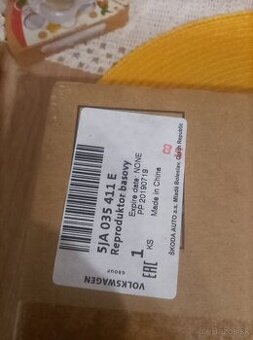 5JA 035 411 E
Reproduktor basovy
Expire date: NONE
PP 20190719
Made in China
ŠKODA AUTO a.s. Mladá Boleslav, Czech Republic
1
KS
EAC
VOLKSWAGEN
GROUP